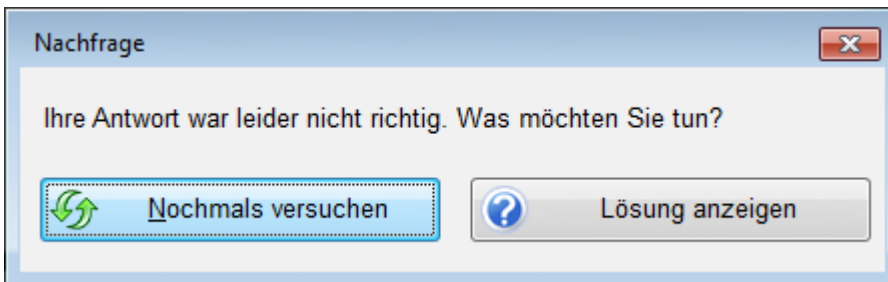 Nachfrage
Ihre Antwort war leider nicht richtig. Was möchten Sie tun?
Nochmals versuchen
Lösung anzeigen